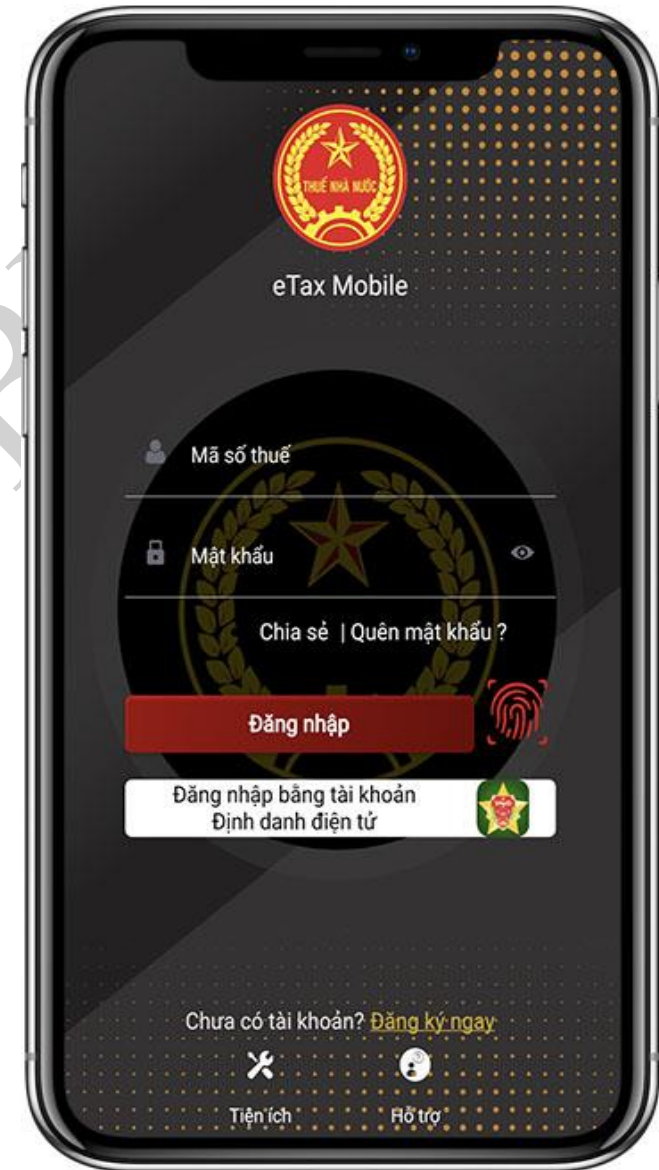 THUẾ NHÀ NƯỚC
eTax Mobile
Mã số thuế
Mật khẩu
Chia sẻ | Quên mật khẩu ?
Đăng nhập
Đăng nhập bằng tài khoản
Định danh điện tử
Chưa có tài khoản? Đăng ký ngay
Tiện ích
Hỗ trợ